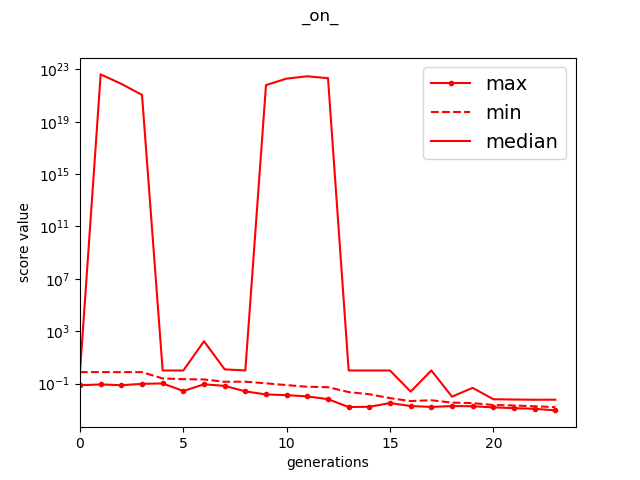 _on_
10^23
10^19
10^15
10^11
10^7
10^3
10^-1
score value
0
5
10
15
20
generations
max
min
median